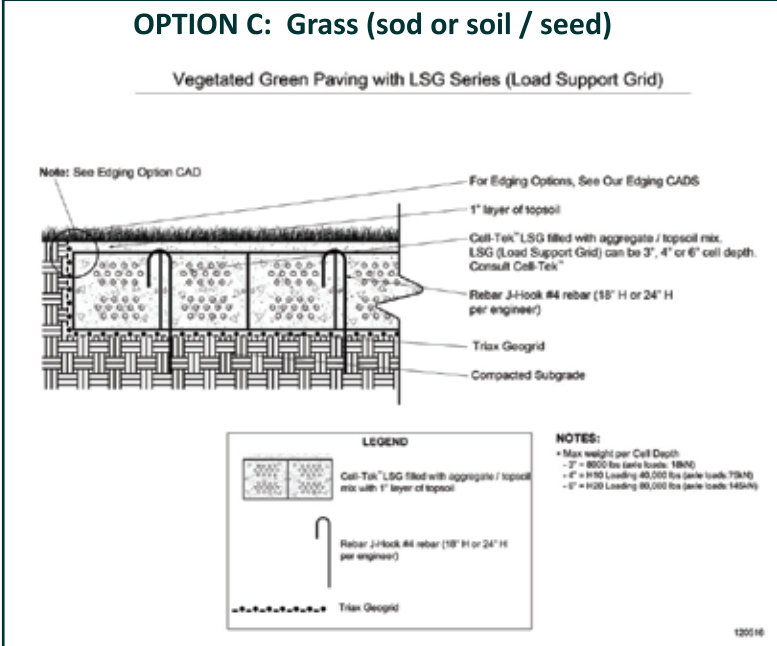 OPTION C: Grass (sod or soil / seed)
Vegetated Green Paving with LSG Series (Load Support Grid)
Note: See Edging Option CAD
For Edging Options, See Our Edging CADS
1" layer of topsoil
Cell-Tek™ LSG filled with aggregate / topsoil mix.
LSG (Load Support Grid) can be 3", 4" or 6" cell depth.
Consult Cell-Tek™
Rebar J-Hook #4 rebar (18" H or 24" H
per engineer)
Triax Geogrid
Compacted Subgrade
LEGEND
Cell-Tek™ LSG filled with aggregate / topsoil
mix with 1" layer of topsoil
Rebar J-Hook #4 rebar (18" H or 24" H
per engineer)
Triax Geogrid
NOTES:
• Max weight per Cell Depth
- 3" = 8000 lbs (axle loads: 18kN)
- 4" = H10 Loading 40,000 lbs (axle loads:75kN)
- 6" = H20 Loading 80,000 lbs (axle loads:145kN)
120516